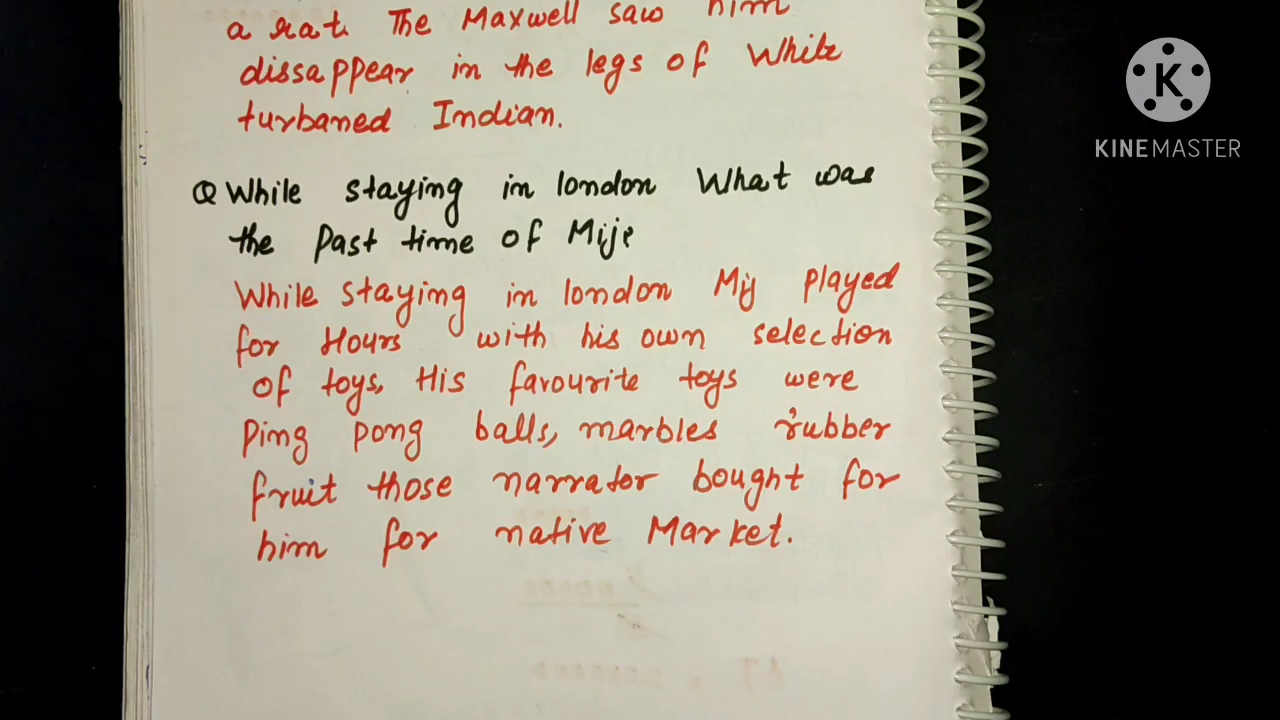 a rat. The Maxwell saw him
dissappear in the legs of White
turbaned Indian.
Q While staying in london What was
the Past time of Mij?
While staying in london Mij Played
for Hours with his own selection
of toys. His favourite toys were
Ping pong balls, marbles rubber
fruit those narrator bought for
him for native Market.
K
KINEMASTER